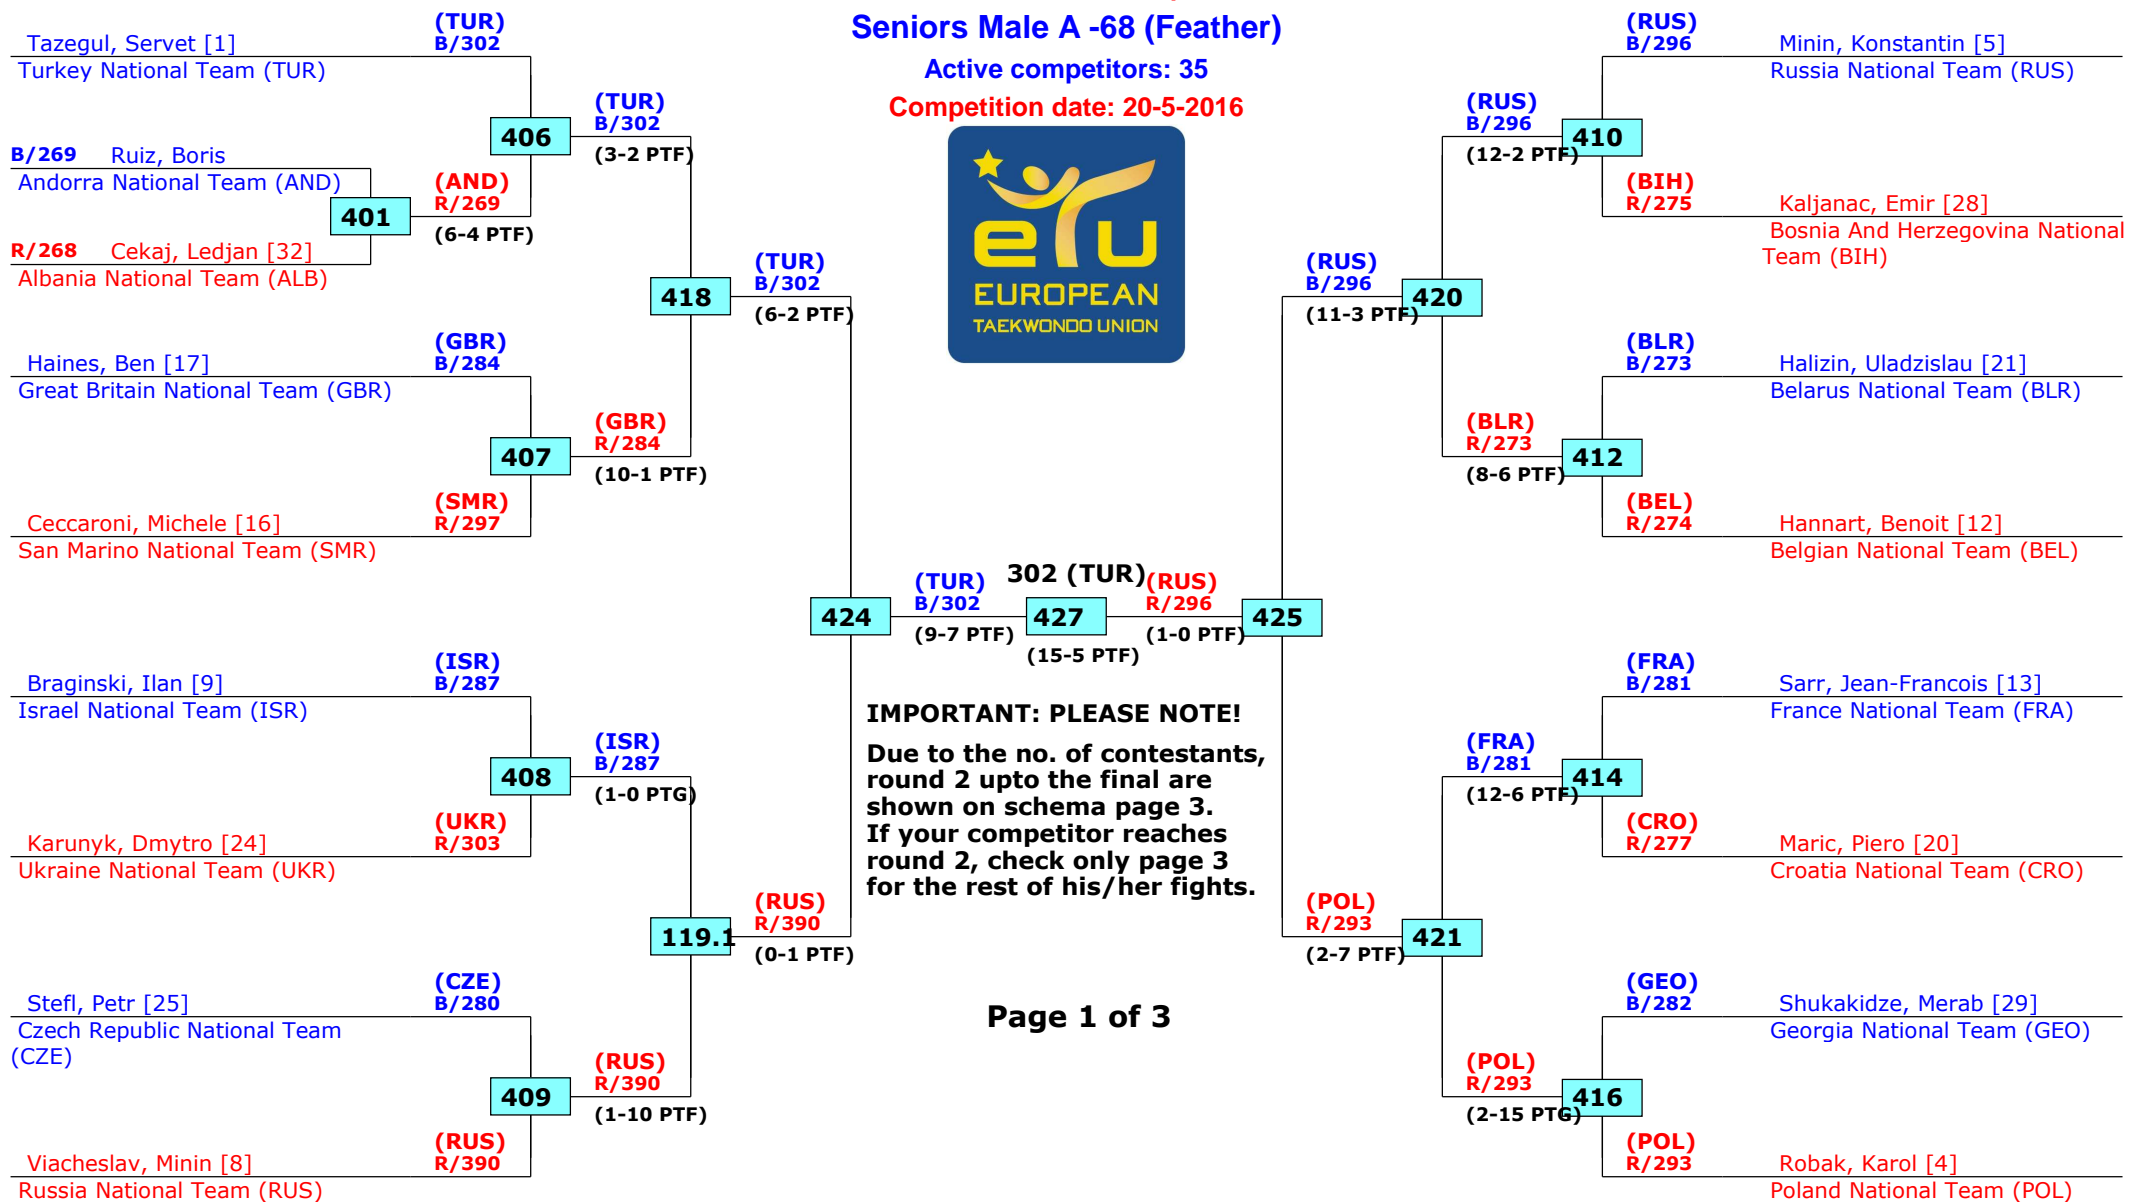 Seniors Male A -68 (Feather)
Active competitors: 35
Competition date: 20-5-2016
eTU
EUROPEAN
TAEKWONDO UNION
Tazegul, Servet [1]
Turkey National Team (TUR)
(TUR)
B/302
B/269 Ruiz, Boris
Andorra National Team (AND)
R/268 Cekaj, Ledjan [32]
Albania National Team (ALB)
401
(AND)
R/269
(6-4 PTF)
406
(TUR)
B/302
(3-2 PTF)
Haines, Ben [17]
Great Britain National Team (GBR)
(GBR)
B/284
Ceccaroni, Michele [16]
San Marino National Team (SMR)
(SMR)
R/297
407
(GBR)
R/284
(10-1 PTF)
418
(TUR)
B/302
(6-2 PTF)
Braginski, Ilan [9]
Israel National Team (ISR)
(ISR)
B/287
Karunyk, Dmytro [24]
Ukraine National Team (UKR)
(UKR)
R/303
408
(ISR)
B/287
(1-0 PTG)
Stefl, Petr [25]
Czech Republic National Team
(CZE)
(CZE)
B/280
Viacheslav, Minin [8]
Russia National Team (RUS)
(RUS)
R/390
409
(RUS)
R/390
(1-10 PTF)
119.1
(RUS)
R/390
(0-1 PTF)
424
(TUR)
B/302
(9-7 PTF)
302 (TUR)
427
(15-5 PTF)
(RUS)
R/296
(1-0 PTF)
425
IMPORTANT: PLEASE NOTE!
Due to the no. of contestants,
round 2 upto the final are
shown on schema page 3.
If your competitor reaches
round 2, check only page 3
for the rest of his/her fights.
Page 1 of 3
(RUS)
B/296
Minin, Konstantin [5]
Russia National Team (RUS)
(BIH)
R/275
Kaljanac, Emir [28]
Bosnia And Herzegovina National
Team (BIH)
(RUS)
B/296
(12-2 PTF)
410
(BLR)
B/273
Halizin, Uladzislau [21]
Belarus National Team (BLR)
(BEL)
R/274
Hannart, Benoit [12]
Belgian National Team (BEL)
(BLR)
R/273
(8-6 PTF)
412
(RUS)
B/296
(11-3 PTF)
420
(FRA)
B/281
Sarr, Jean-Francois [13]
France National Team (FRA)
(CRO)
R/277
Maric, Piero [20]
Croatia National Team (CRO)
(FRA)
B/281
(12-6 PTF)
414
(GEO)
B/282
Shukakidze, Merab [29]
Georgia National Team (GEO)
(POL)
R/293
Robak, Karol [4]
Poland National Team (POL)
(POL)
R/293
(2-15 PTG)
416
(POL)
R/293
(2-7 PTF)
421